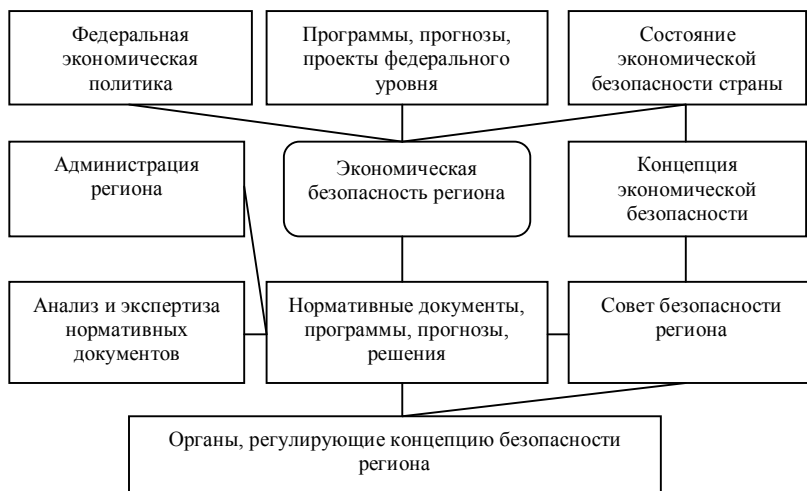 Федеральная
экономическая
политика
Программы, прогнозы,
проекты федерального
уровня
Состояние
экономической
безопасности страны
Администрация
региона
Экономическая
безопасность региона
Концепция
экономической
безопасности
Анализ и экспертиза
нормативных
документов
Нормативные документы,
программы, прогнозы,
решения
Совет безопасности
региона
Органы, регулирующие концепцию безопасности
региона